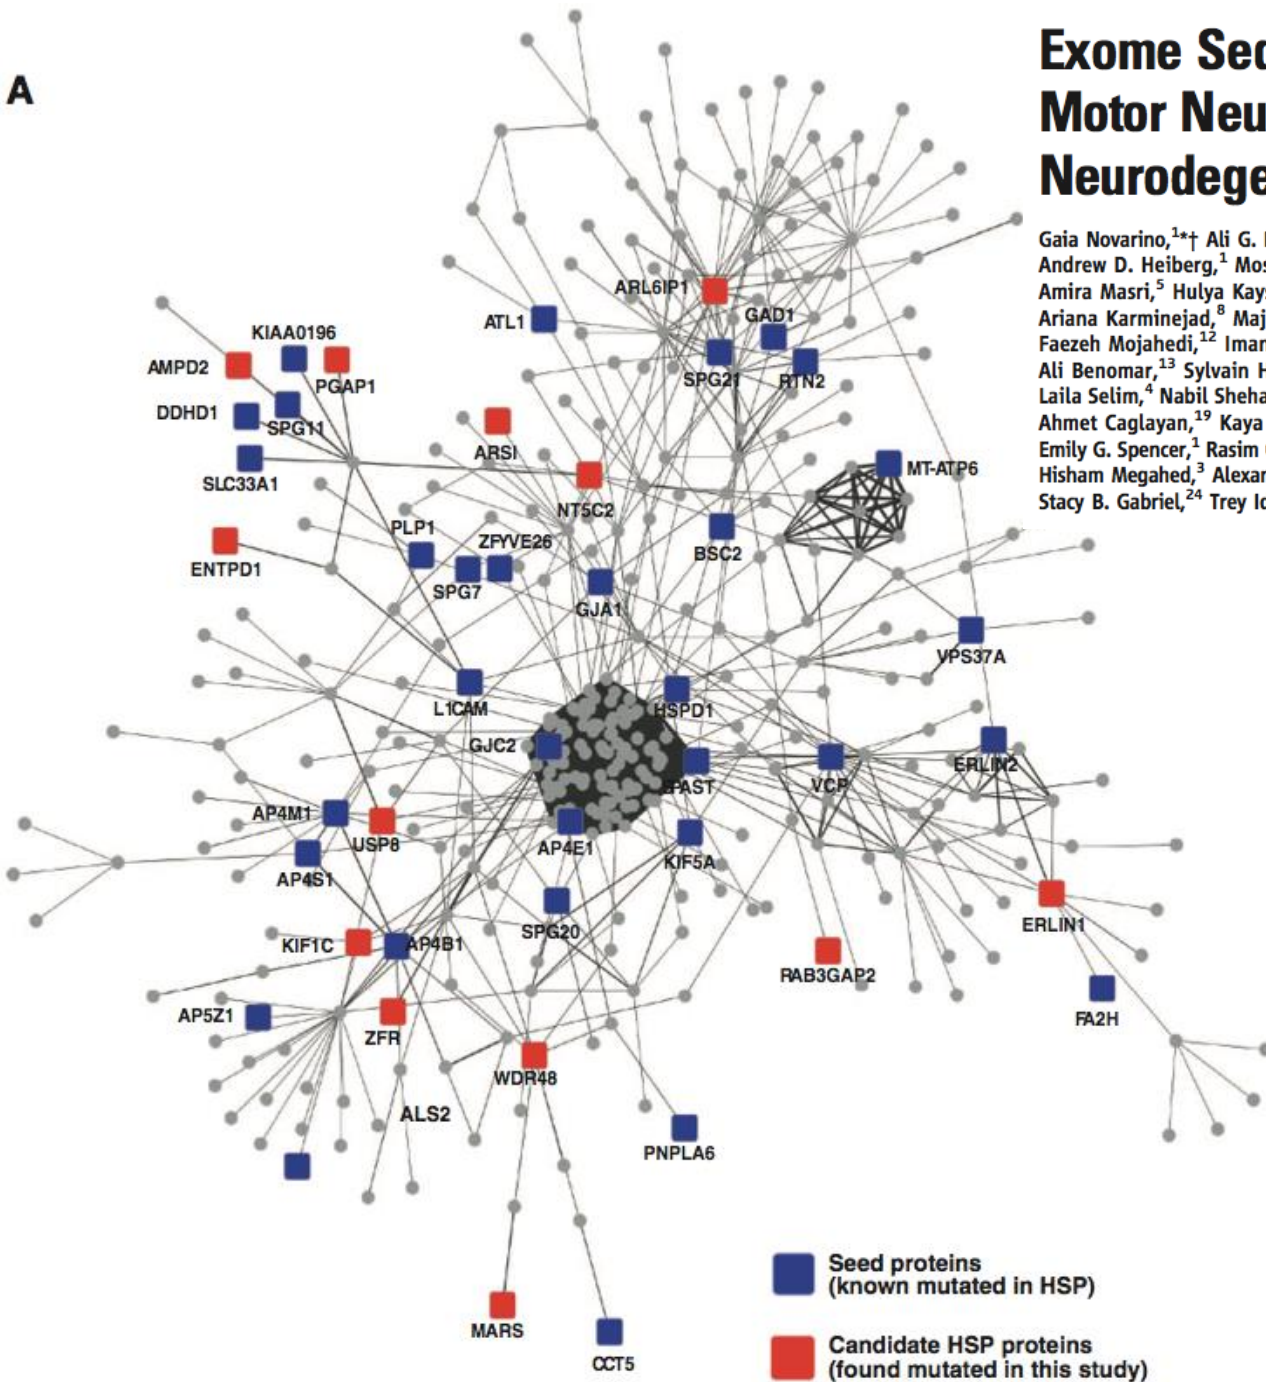 A
Exome Sec
Motor Neu
Neurodege
Gaia Novarino,1*† Ali G.
Andrew D. Heiberg,1 Mos
Amira Masri,5 Hulya Kays
Ariana Karminejad,8 Maj
Faezeh Mojahedi,12 Iman
Ali Benomar,13 Sylvain H
Laila Selim,4 Nabil Sheha
Ahmet Caglayan,19 Kaya
Emily G. Spencer,1 Rasim
Hisham Megahed,3 Alexan
Stacy B. Gabriel,24 Trey Id
ARL6IP1
GAD1
ATL1
SPG21
RTN2
KIAA0196
AMPD2
PGAP1
DDHD1
SPG11
SLC33A1
ARSI
NT5C2
MT-ATP6
PLP1
ZFYVE26
BSC2
ENTPD1
SPG7
GJA1
VPS37A
L1CAM
HSPD1
GJC2
ERLIN2
SPAST
VCP
AP4M1
USP8
AP4E1
KIF5A
AP4S1
ERLIN1
SPG20
KIF1C
AP4B1
RAB3GAP2
AP5Z1
FA2H
ZFR
WDR48
ALS2
PNPLA6
MARS
CCT5
Seed proteins
(known mutated in HSP)
Candidate HSP proteins
(found mutated in this study)